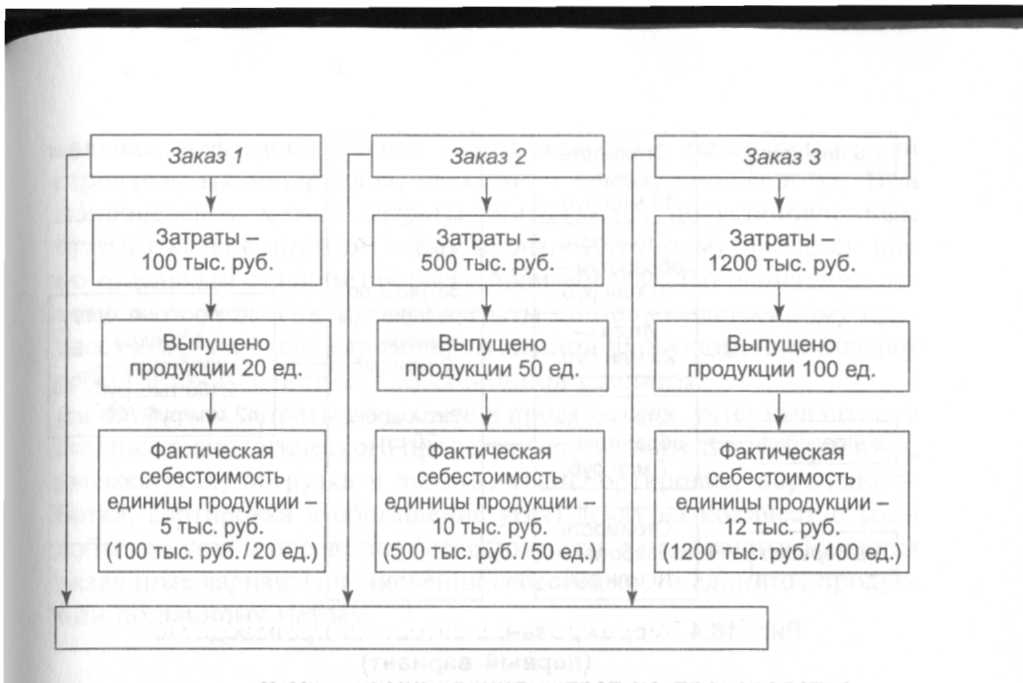 Заказ 1
Затраты –
100 тыс. руб.
Выпущено
продукции 20 ед.
Фактическая
себестоимость
единицы продукции –
5 тыс. руб.
(100 тыс. руб. / 20 ед.)
Заказ 2
Затраты –
500 тыс. руб.
Выпущено
продукции 50 ед.
Фактическая
себестоимость
единицы продукции –
10 тыс. руб.
(500 тыс. руб. / 50 ед.)
Заказ 3
Затраты –
1200 тыс. руб.
Выпущено
продукции 100 ед.
Фактическая
себестоимость
единицы продукции –
12 тыс. руб.
(1200 тыс. руб. / 100 ед.)